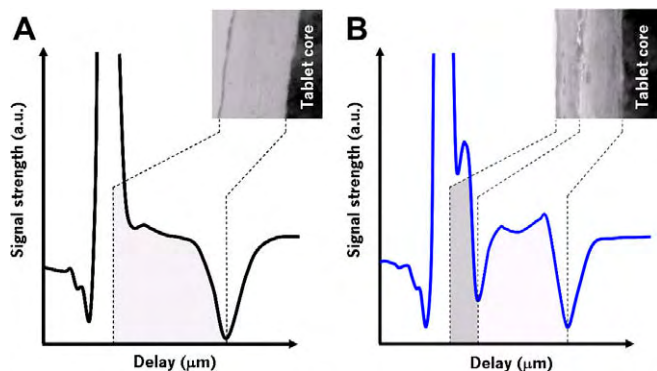 A
Signal strength (a.u.)
Tablet core
Delay (μm)
B
Signal strength (a.u.)
Tablet core
Delay (μm)